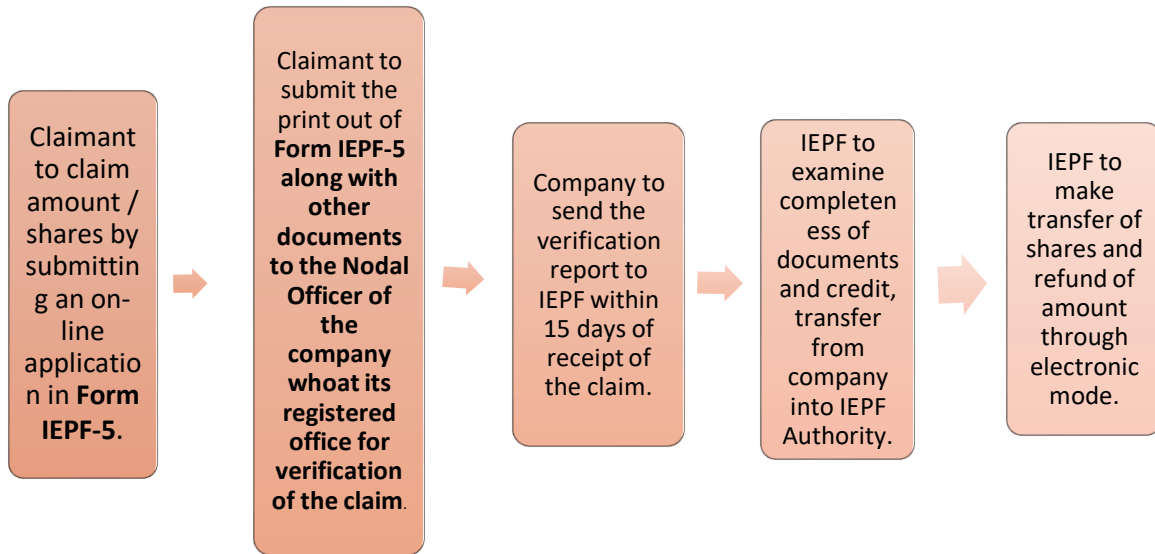 Claimant
to claim
amount /
shares by
submittin
g an on-
line
applicatio
n in Form
IEPF-5.
Claimant to
submit the
print out of
Form IEPF-5
along with
other
documents
to the Nodal
Officer of
the
company
whoat its
registered
office for
verification
of the claim.
Company to
send the
verification
report to
IEPF within
15 days of
receipt of
the claim.
IEPF to
examine
completen
ess of
documents
and credit,
transfer
from
company
into IEPF
Authority.
IEPF to
make
transfer of
shares and
refund of
amount
through
electronic
mode.